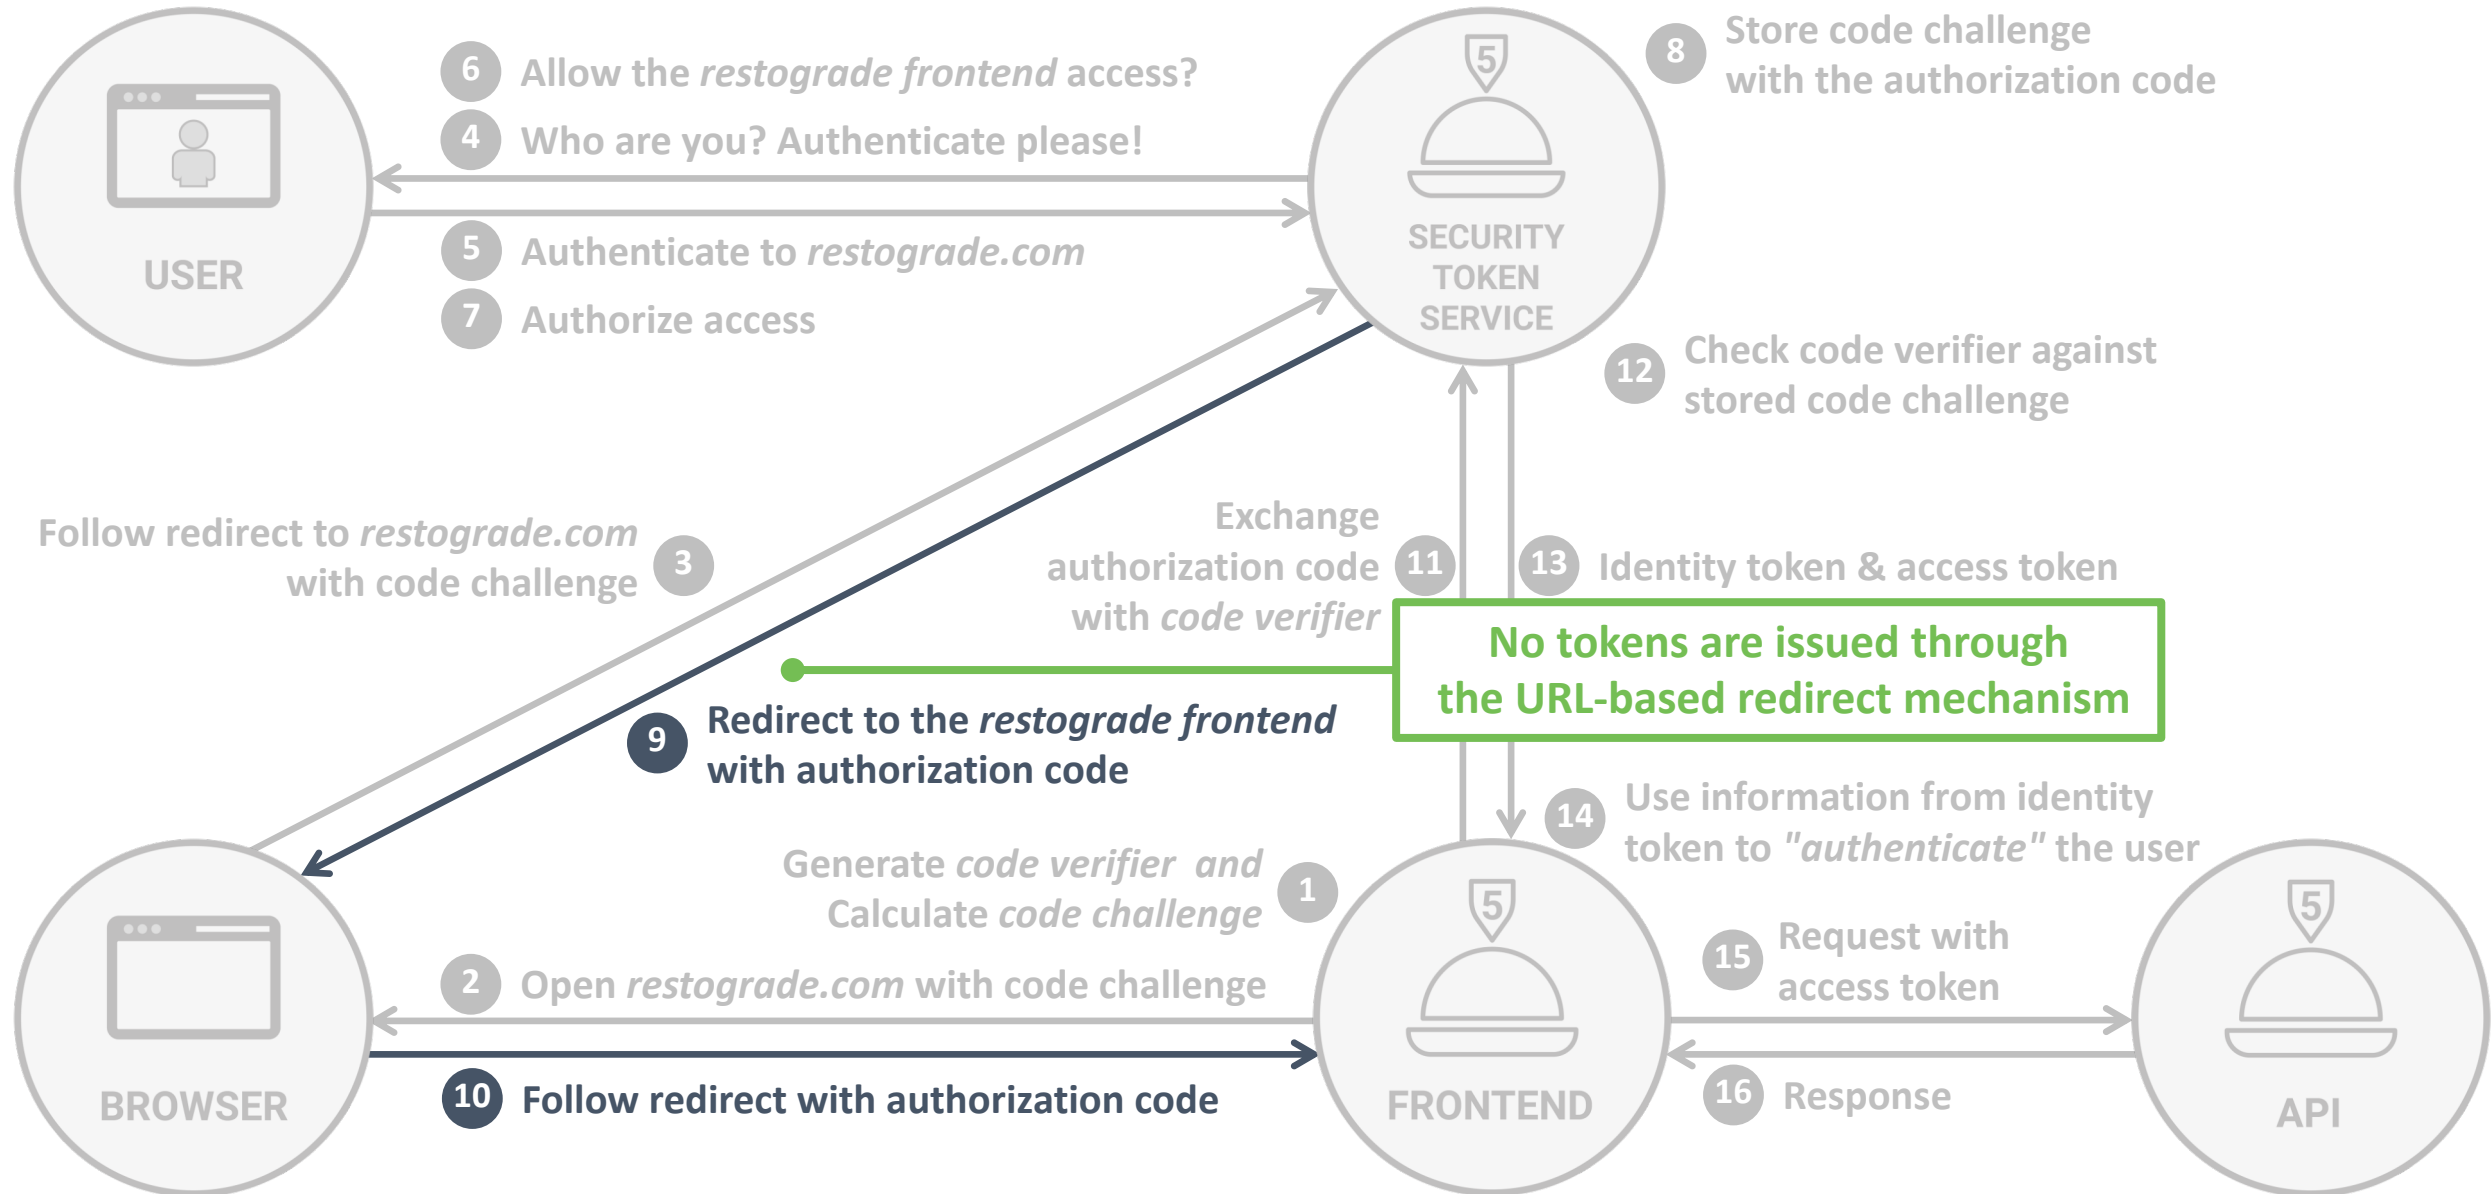 6 Allow the restograde frontend access?
4 Who are you? Authenticate please!
5 Authenticate to restograde.com
7 Authorize access
USER
5
SECURITY
TOKEN
SERVICE
8 Store code challenge
with the authorization code
12 Check code verifier against
stored code challenge
Follow redirect to restograde.com
with code challenge 3
Exchange
authorization code
with code verifier 11
13 Identity token & access token
No tokens are issued through
the URL-based redirect mechanism
9 Redirect to the restograde frontend
with authorization code
14 Use information from identity
token to "authenticate" the user
Generate code verifier and
Calculate code challenge 1
2 Open restograde.com with code challenge
10 Follow redirect with authorization code
BROWSER
5
FRONTEND
15 Request with
access token
16 Response
5
API